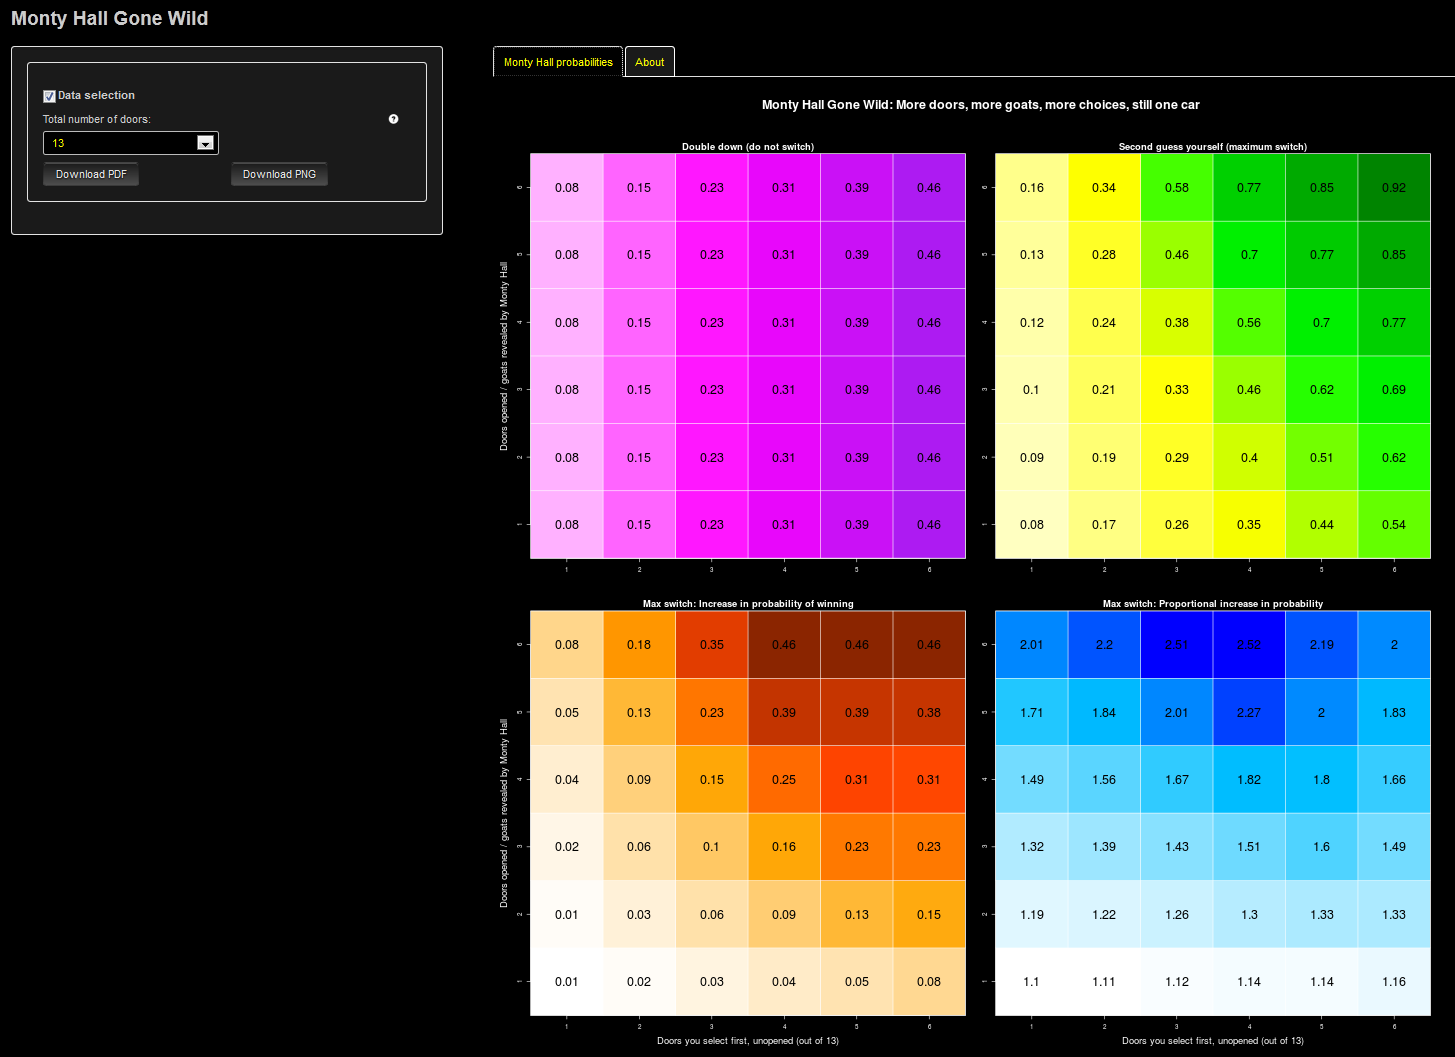 Monty Hall Gone Wild
Data selection
Total number of doors:
?
13
Download PDF Download PNG
Monty Hall probabilities About
Monty Hall Gone Wild: More doors, more goats, more choices, still one car
Double down (do not switch)
Doors opened / goats revealed by Monty Hall
6 0.08 0.15 0.23 0.31 0.39 0.46
5 0.08 0.15 0.23 0.31 0.39 0.46
4 0.08 0.15 0.23 0.31 0.39 0.46
3 0.08 0.15 0.23 0.31 0.39 0.46
2 0.08 0.15 0.23 0.31 0.39 0.46
1 0.08 0.15 0.23 0.31 0.39 0.46
1 2 3 4 5 6
Second guess yourself (maximum switch)
6 0.16 0.34 0.58 0.77 0.85 0.92
5 0.13 0.28 0.46 0.7 0.77 0.85
4 0.12 0.24 0.38 0.56 0.7 0.77
3 0.1 0.21 0.33 0.46 0.62 0.69
2 0.09 0.19 0.29 0.4 0.51 0.62
1 0.08 0.17 0.26 0.35 0.44 0.54
1 2 3 4 5 6
Max switch: Increase in probability of winning
Doors opened / goats revealed by Monty Hall
6 0.08 0.18 0.35 0.46 0.46 0.46
5 0.05 0.13 0.23 0.39 0.39 0.38
4 0.04 0.09 0.15 0.25 0.31 0.31
3 0.02 0.06 0.1 0.16 0.23 0.23
2 0.01 0.03 0.06 0.09 0.13 0.15
1 0.01 0.02 0.03 0.04 0.05 0.08
1 2 3 4 5 6
Doors you select first, unopened (out of 13)
Max switch: Proportional increase in probability
6 2.01 2.2 2.51 2.52 2.19 2
5 1.71 1.84 2.01 2.27 2 1.83
4 1.49 1.56 1.67 1.82 1.8 1.66
3 1.32 1.39 1.43 1.51 1.6 1.49
2 1.19 1.22 1.26 1.3 1.33 1.33
1 1.1 1.11 1.12 1.14 1.14 1.16
1 2 3 4 5 6
Doors you select first, unopened (out of 13)